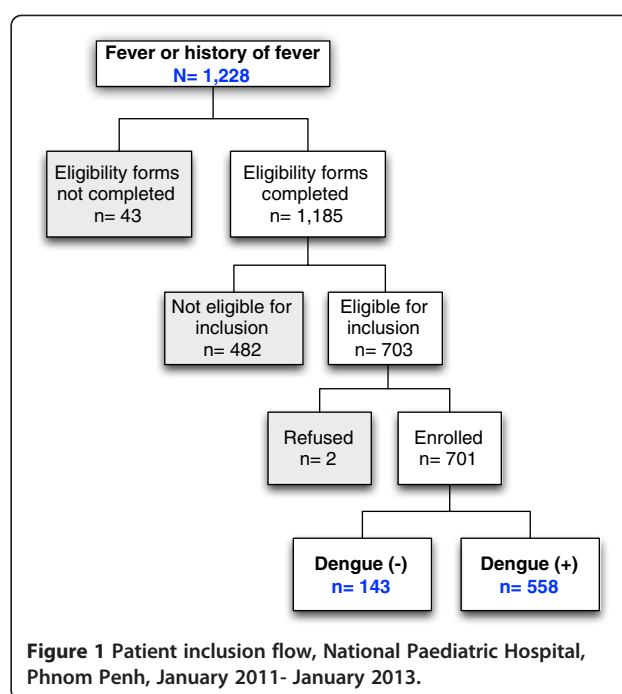 Fever or history of fever
N= 1,228
Eligibility forms
not completed
n= 43
Eligibility forms
completed
n= 1,185
Not eligible for
inclusion
n= 482
Eligible for
inclusion
n= 703
Refused
n= 2
Enrolled
n= 701
Dengue (-)
n= 143
Dengue (+)
n= 558
Figure 1 Patient inclusion flow, National Paediatric Hospital,
Phnom Penh, January 2011- January 2013.